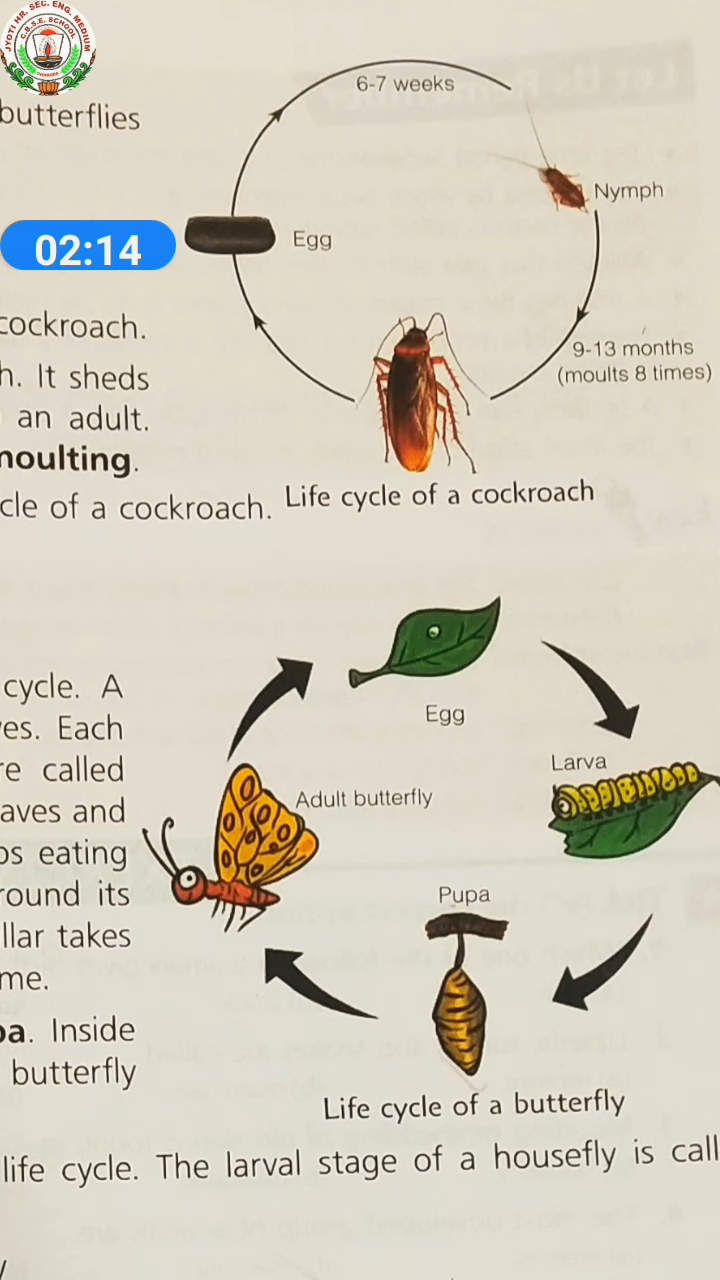 JYOTI HR. SEC. ENG. MEDIUM
C.B.S.E. SCHOOL
butterflies
6-7 weeks
Nymph
02:14
Egg
cockroach.
9-13 months
(moults 8 times)
h. It sheds
an adult.
moulting.
cle of a cockroach.
Life cycle of a cockroach
Egg
cycle. A
es. Each
e called
aves and
ps eating
round its
llar takes
me.
pa. Inside
butterfly
Larva
Adult butterfly
Pupa
Life cycle of a butterfly
life cycle. The larval stage of a housefly is call